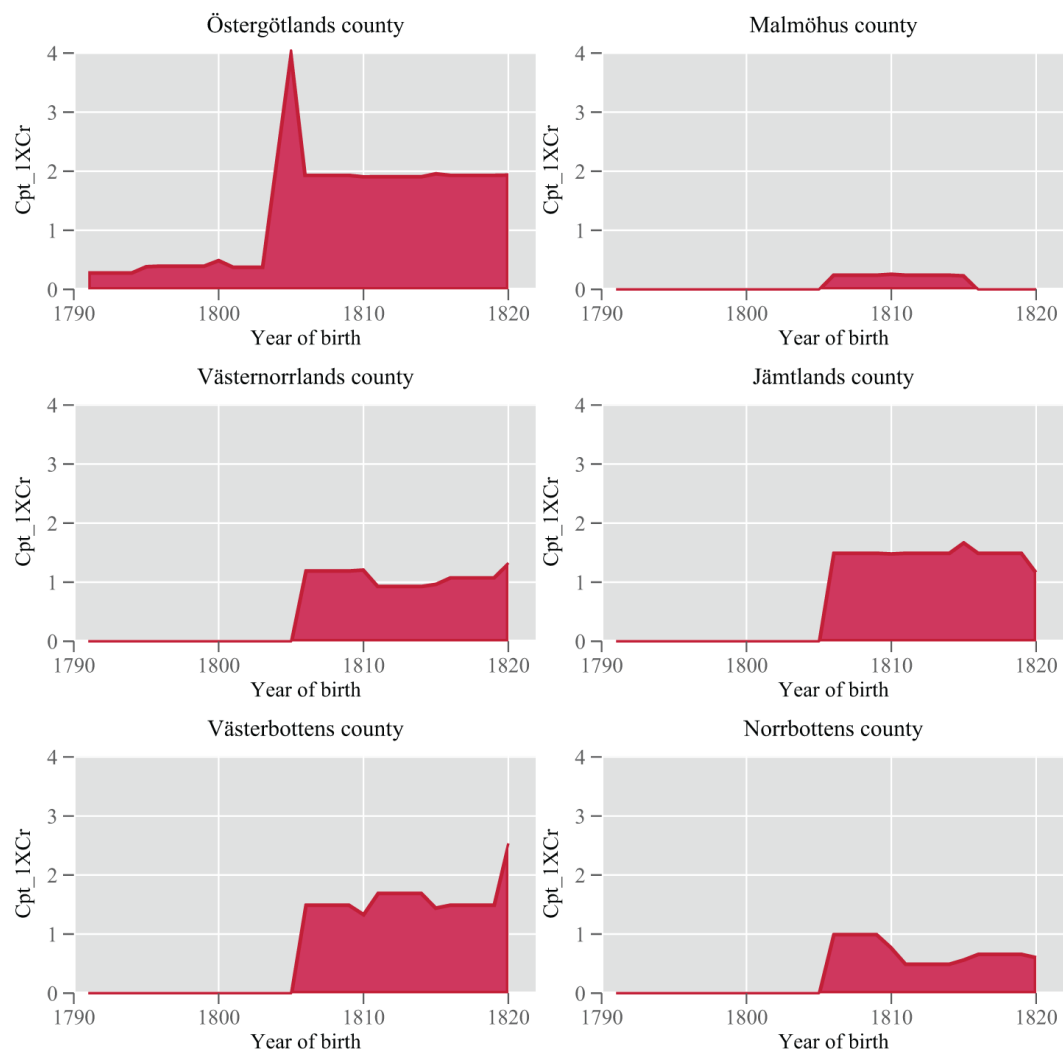 Östergötlands county
4
3
2
1
0
Cpt_1XCr
1790 1800 1810 1820
Year of birth
Malmöhus county
4
3
2
1
0
Cpt_1XCr
1790 1800 1810 1820
Year of birth
Västernorrlands county
4
3
2
1
0
Cpt_1XCr
1790 1800 1810 1820
Year of birth
Jämtlands county
4
3
2
1
0
Cpt_1XCr
1790 1800 1810 1820
Year of birth
Västerbottens county
4
3
2
1
0
Cpt_1XCr
1790 1800 1810 1820
Year of birth
Norrbottens county
4
3
2
1
0
Cpt_1XCr
1790 1800 1810 1820
Year of birth